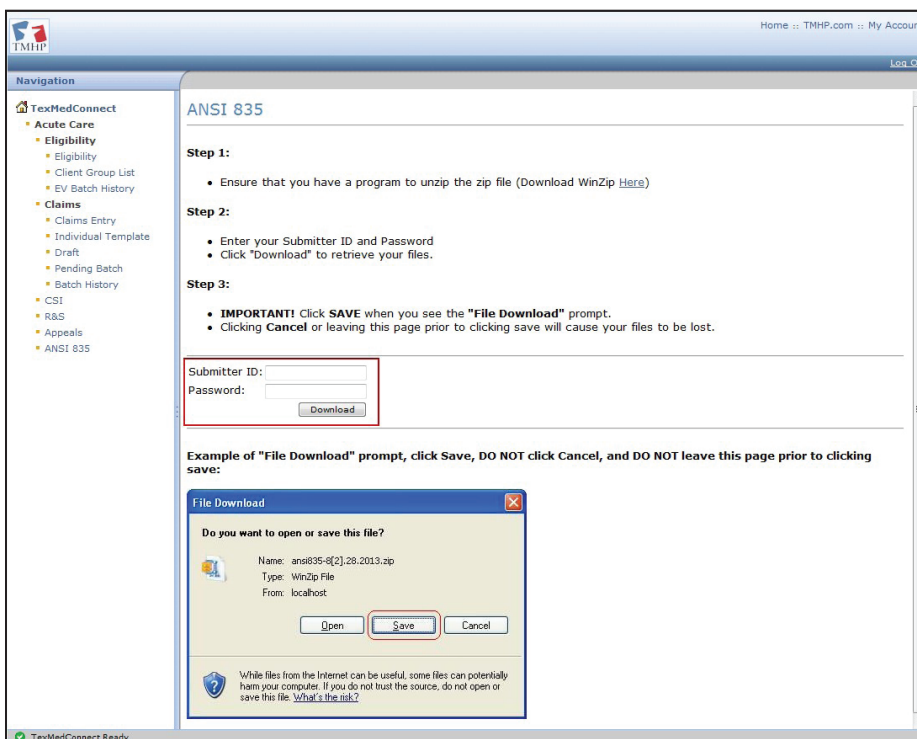 TMHP
Home :: TMHP.com :: My Accoun
Log O
Navigation
TexMedConnect
Acute Care
Eligibility
Eligibility
Client Group List
EV Batch History
Claims
Claims Entry
Individual Template
Draft
Pending Batch
Batch History
CSI
R&S
Appeals
ANSI 835
ANSI 835
Step 1:
• Ensure that you have a program to unzip the zip file (Download WinZip Here)
Step 2:
• Enter your Submitter ID and Password
• Click "Download" to retrieve your files.
Step 3:
• IMPORTANT! Click SAVE when you see the "File Download" prompt.
• Clicking Cancel or leaving this page prior to clicking save will cause your files to be lost.
Submitter ID:
Password:
Download
Example of "File Download" prompt, click Save, DO NOT click Cancel, and DO NOT leave this page prior to clicking
save:
File Download
Do you want to open or save this file?
Name: ansi835-8[2].28.2013.zip
Type: WinZip File
From: localhost
Open Save Cancel
While files from the Internet can be useful, some files can potentially
harm your computer. If you do not trust the source, do not open or
save this file. What's the risk?
TexMedConnect Ready